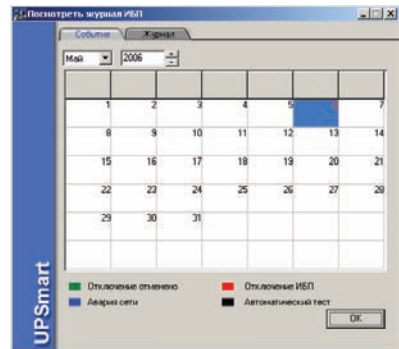 Посмотреть журнал ИБП
Событие Журнал
Май 2006
1 2 3 4 5 6 7
8 9 10 11 12 13 14
15 16 17 18 19 20 21
22 23 24 25 26 27 28
29 30 31
Отключение отменено Отключение ИБП
Авария сети Автоматический тест
OK
UPSmart